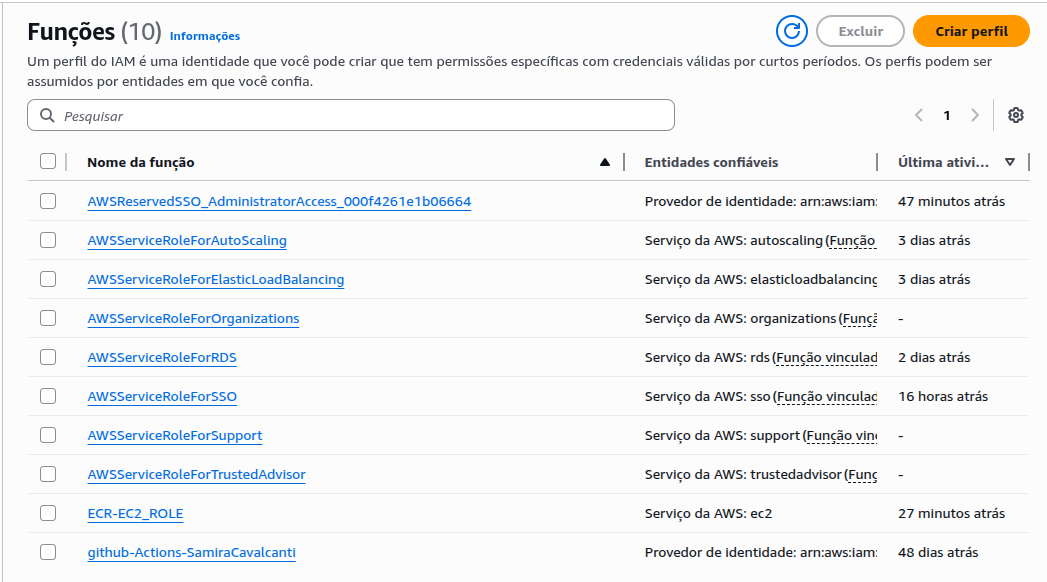 Funções (10) Informações
Excluir
Criar perfil
Um perfil do IAM é uma identidade que você pode criar que tem permissões específicas com credenciais válidas por curtos períodos. Os perfis podem ser
assumidos por entidades em que você confia.
Pesquisar
1
Nome da função Entidades confiáveis Última ativi...
AWSReservedSSO_AdministratorAccess_000f4261e1b06664 Provedor de identidade: arn:aws:iam: 47 minutos atrás
AWSServiceRoleForAutoScaling Serviço da AWS: autoscaling (Função 3 dias atrás
AWSServiceRoleForElasticLoadBalancing Serviço da AWS: elasticloadbalancing 3 dias atrás
AWSServiceRoleForOrganizations Serviço da AWS: organizations (Funçã -
AWSServiceRoleForRDS Serviço da AWS: rds (Função vinculad 2 dias atrás
AWSServiceRoleForSSO Serviço da AWS: sso (Função vinculad 16 horas atrás
AWSServiceRoleForSupport Serviço da AWS: support (Função vin -
AWSServiceRoleForTrustedAdvisor Serviço da AWS: trustedadvisor (Funç -
ECR-EC2_ROLE Serviço da AWS: ec2 27 minutos atrás
github-Actions-SamiraCavalcanti Provedor de identidade: arn:aws:iam: 48 dias atrás